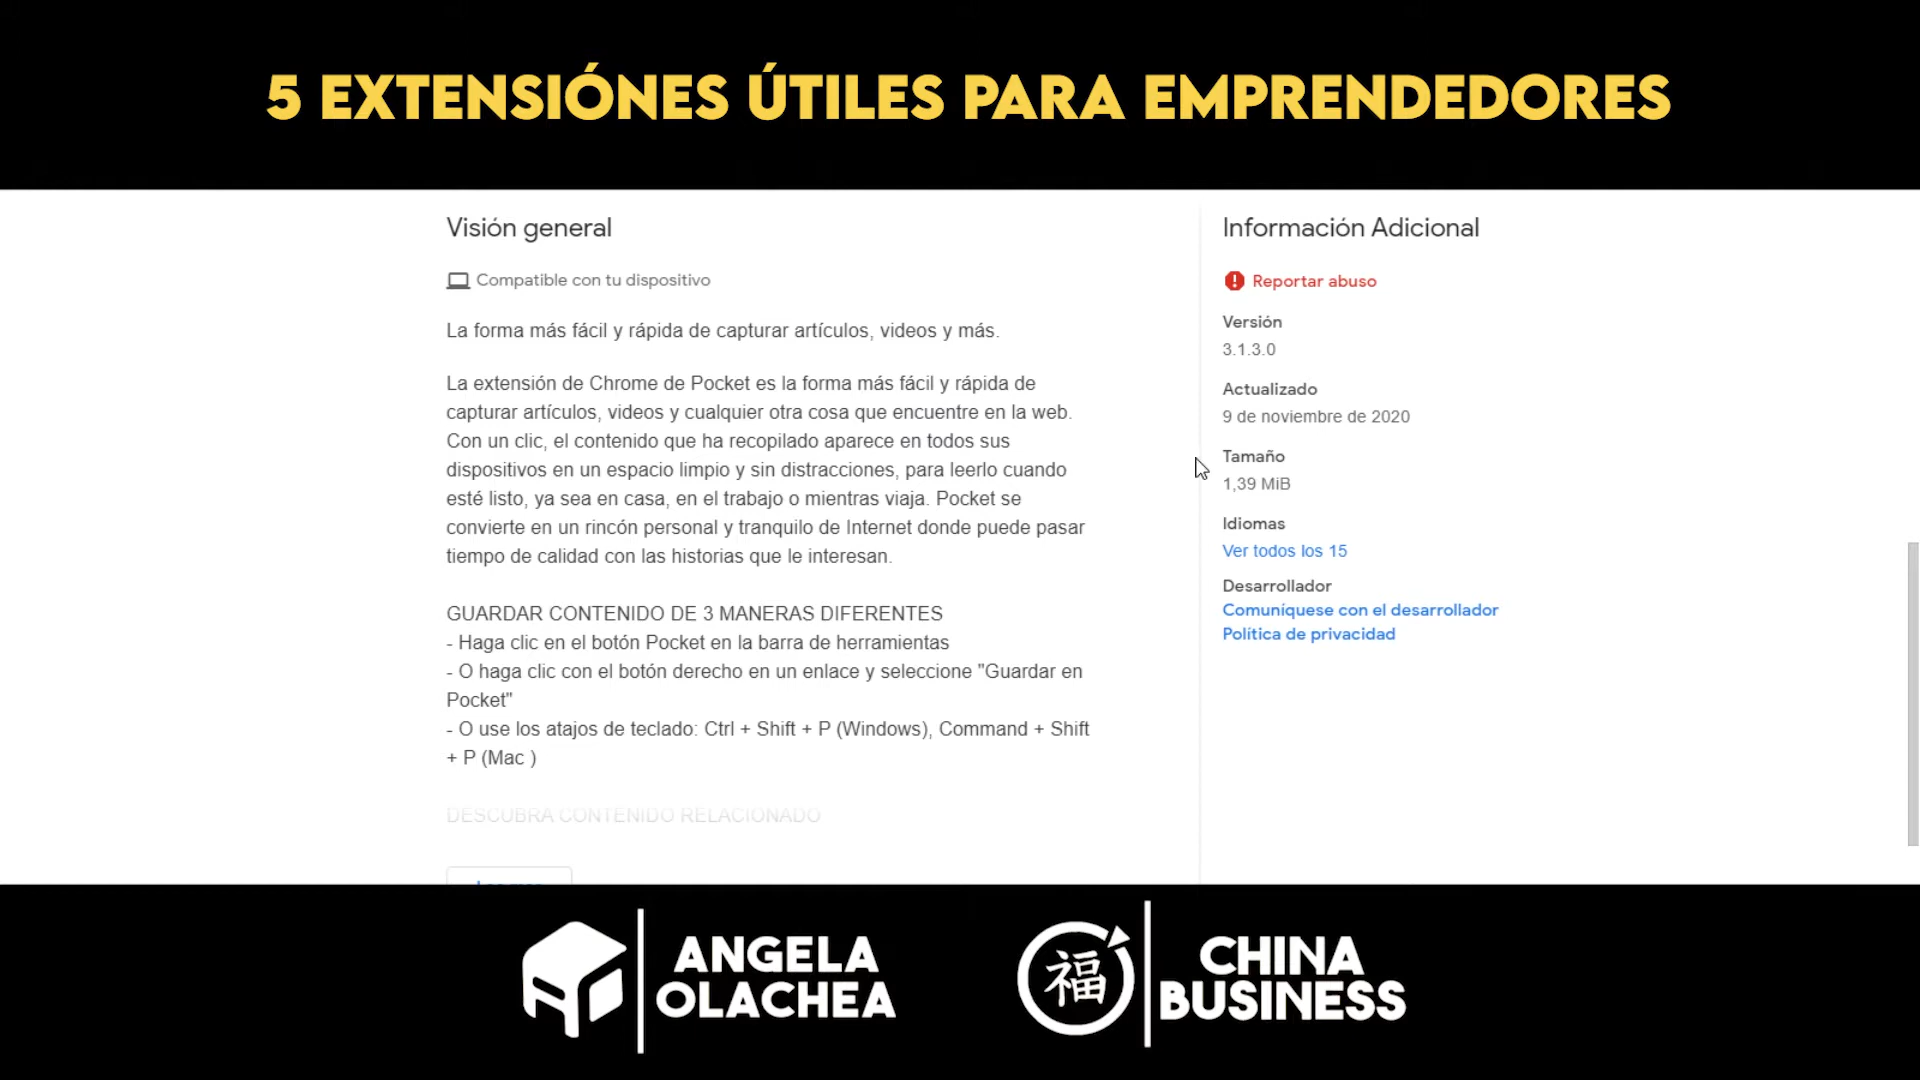 5 EXTENSIÓNES ÚTILES PARA EMPRENDEDORES
Visión general
Compatible con tu dispositivo
La forma más fácil y rápida de capturar artículos, videos y más.
La extensión de Chrome de Pocket es la forma más fácil y rápida de
capturar artículos, videos y cualquier otra cosa que encuentre en la web.
Con un clic, el contenido que ha recopilado aparece en todos sus
dispositivos en un espacio limpio y sin distracciones, para leerlo cuando
esté listo, ya sea en casa, en el trabajo o mientras viaja. Pocket se
convierte en un rincón personal y tranquilo de Internet donde puede pasar
tiempo de calidad con las historias que le interesan.
GUARDAR CONTENIDO DE 3 MANERAS DIFERENTES
- Haga clic en el botón Pocket en la barra de herramientas
- O haga clic con el botón derecho en un enlace y seleccione "Guardar en
Pocket"
- O use los atajos de teclado: Ctrl + Shift + P (Windows), Command + Shift
+ P (Mac )
DESCUBRA CONTENIDO RELACIONADO
Información Adicional
Reportar abuso
Versión
3.1.3.0
Actualizado
9 de noviembre de 2020
Tamaño
1,39 MiB
Idiomas
Ver todos los 15
Desarrollador
Comuníquese con el desarrollador
Política de privacidad
ANGELA
OLACHEA
福
CHINA
BUSINESS